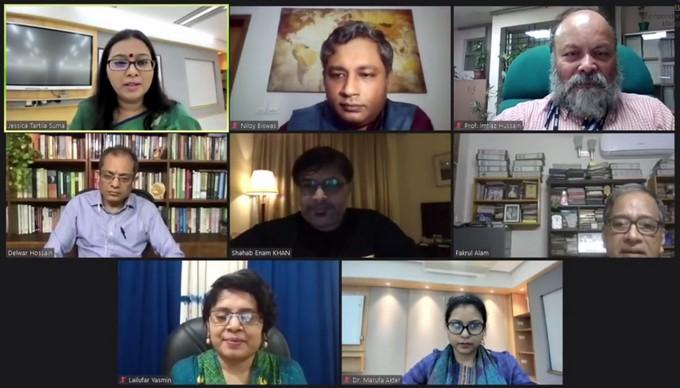 Jessica Tartila Suma
Niloy Biswas
Prof. Imtiaz Hussain
Delwar Hossain
Shahab Enam KHAN
Fakrul Alam
Lailufar Yasmin
Dr. Marufa Akter